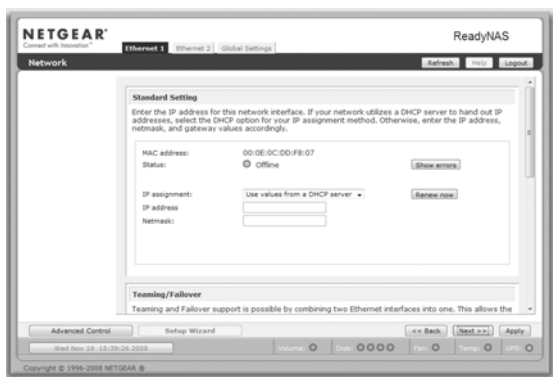 NETGEAR®
Connect with Innovation™
ReadyNAS
Ethernet 1 Ethernet 2 Global Settings
Network
Refresh Help Logout
Standard Setting
Enter the IP address for this network interface. If your network utilizes a DHCP server to hand out IP
addresses, select the DHCP option for your IP assignment method. Otherwise, enter the IP address,
netmask, and gateway values accordingly.
MAC address: 00:0E:0C:DD:F8:07
Status: Offline Show errors
IP assignment: Use values from a DHCP server Renew now
IP address
Netmask:
Teaming/Failover
Teaming and Failover support is possible by combining two Ethernet interfaces into one. This allows the
Advanced Control Setup Wizard << Back Next >> Apply
Wed Nov 19 15:39:26 2008 Volume: Disk: Fan: Temp: UPS:
Copyright © 1996-2008 NETGEAR ®